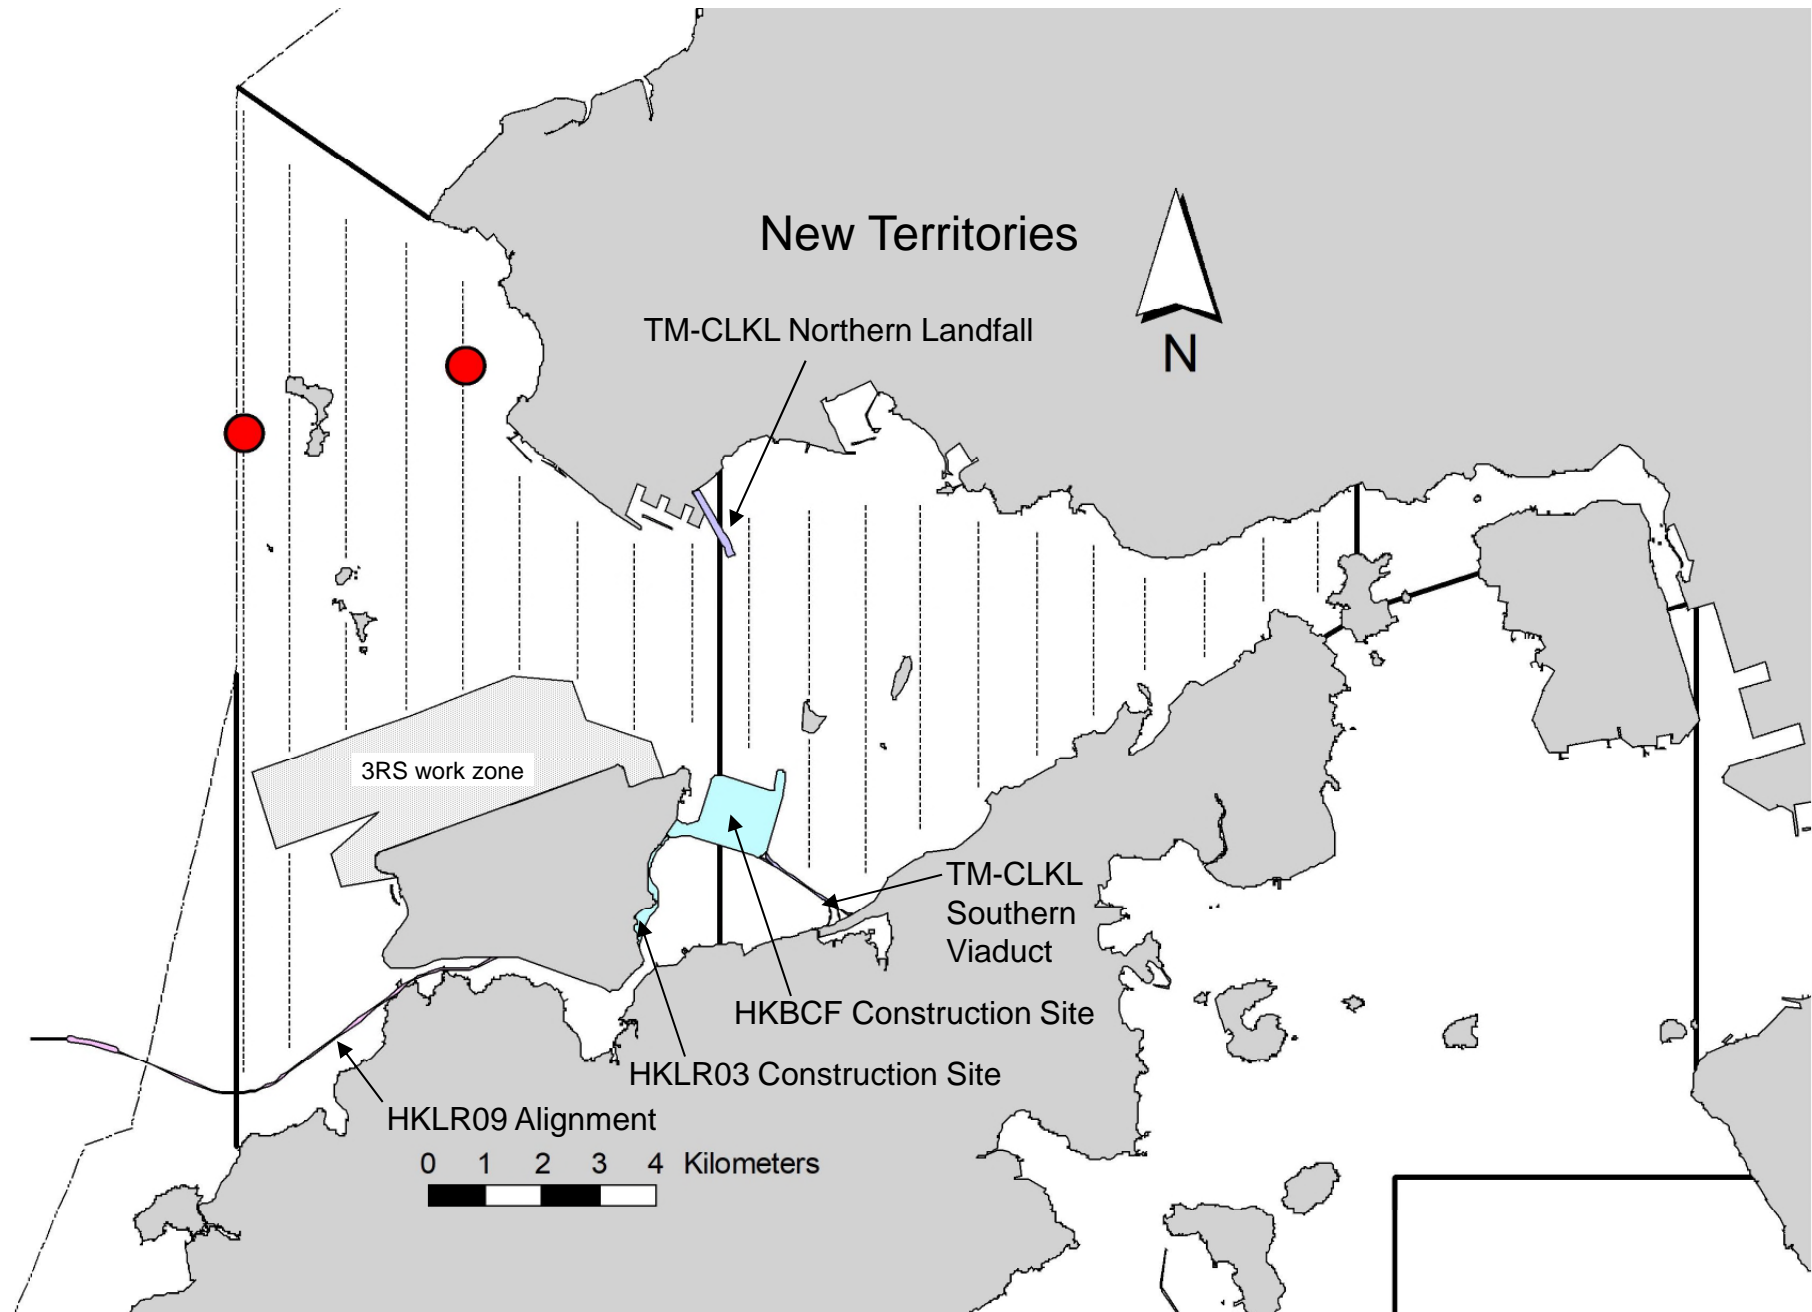 New Territories
TM-CLKL Northern Landfall
N
3RS work zone
TM-CLKL
Southern
Viaduct
HKBCF Construction Site
HKLR03 Construction Site
HKLR09 Alignment
0 1 2 3 4 Kilometers